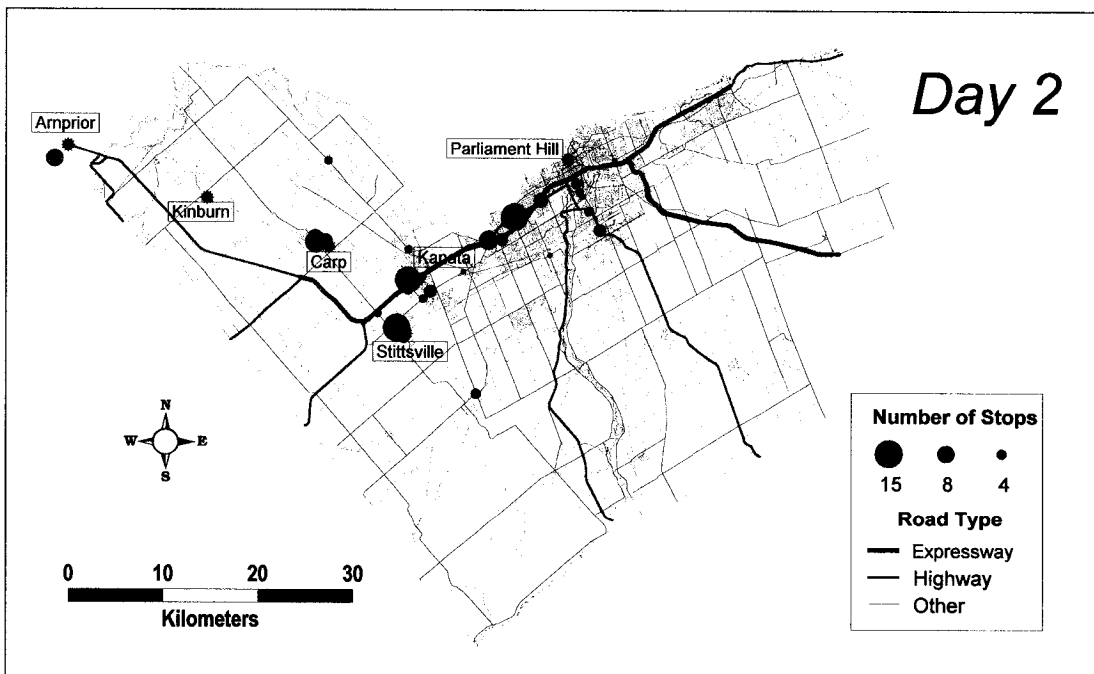 Day 2
Arnprior
Parliament Hill
Kinburn
Carp
Kanata
Stittsville
N
W
E
S
0 10 20 30
Kilometers
Number of Stops
15 8 4
Road Type
Expressway
Highway
Other